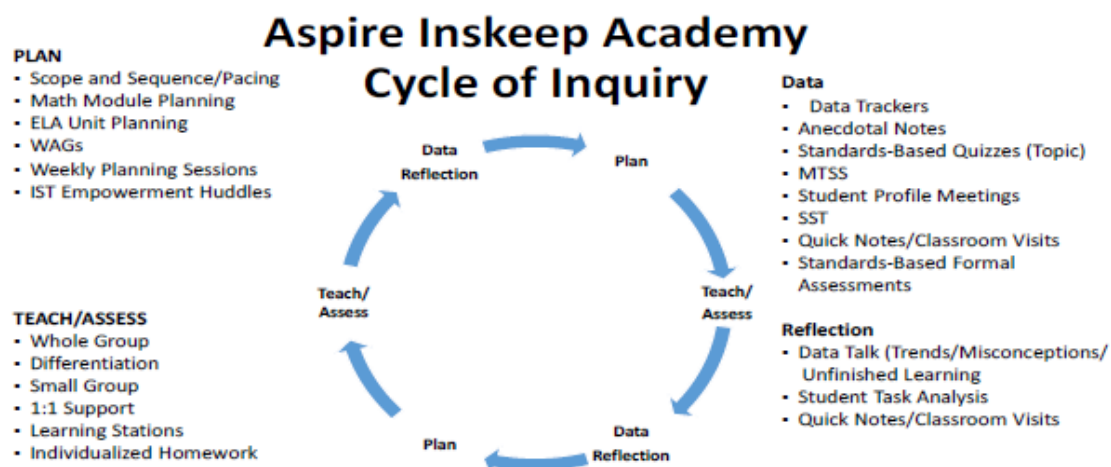 Aspire Inskeep Academy
Cycle of Inquiry
PLAN
▪ Scope and Sequence/Pacing
▪ Math Module Planning
▪ ELA Unit Planning
▪ WAGs
▪ Weekly Planning Sessions
▪ IST Empowerment Huddles
Data
Reflection
Plan
Teach/
Assess
Data
Reflection
Plan
Teach/
Assess
Data
▪ Data Trackers
▪ Anecdotal Notes
▪ Standards-Based Quizzes (Topic)
▪ MTSS
▪ Student Profile Meetings
▪ SST
▪ Quick Notes/Classroom Visits
▪ Standards-Based Formal
Assessments
TEACH/ASSESS
▪ Whole Group
▪ Differentiation
▪ Small Group
▪ 1:1 Support
▪ Learning Stations
▪ Individualized Homework
Reflection
▪ Data Talk (Trends/Misconceptions/
Unfinished Learning
▪ Student Task Analysis
▪ Quick Notes/Classroom Visits